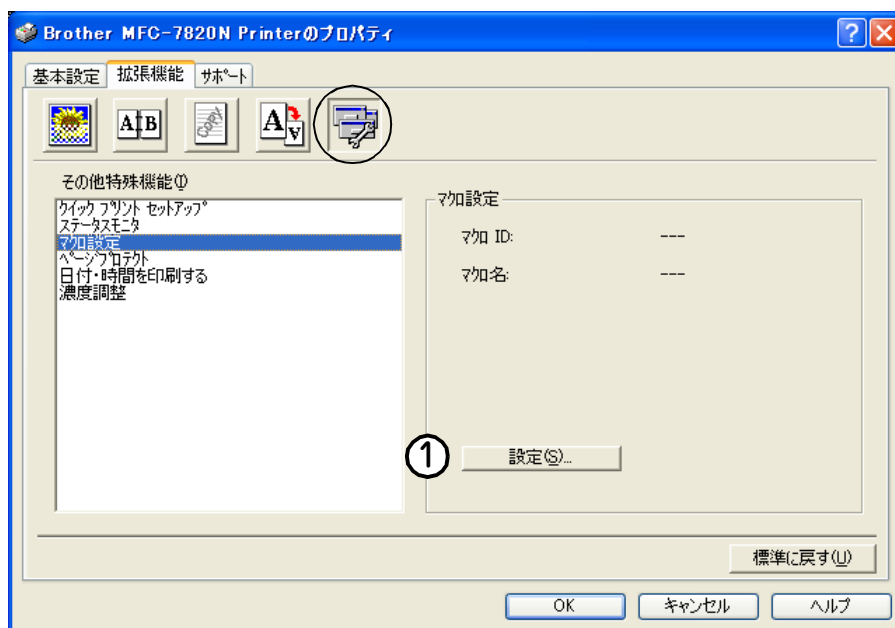 Brother MFC-7820N Printerのプロパティ
基本設定 拡張機能 サポート
A B
COPY
A A
その他特殊機能(I)
クイック プリント セットアップ
ステータスモニタ
マクロ設定
ページプロテクト
日付・時間を印刷する
濃度調整
マクロ設定
マクロ ID: ---
マクロ名: ---
1 設定(S)...
標準に戻す(U)
OK キャンセル ヘルプ